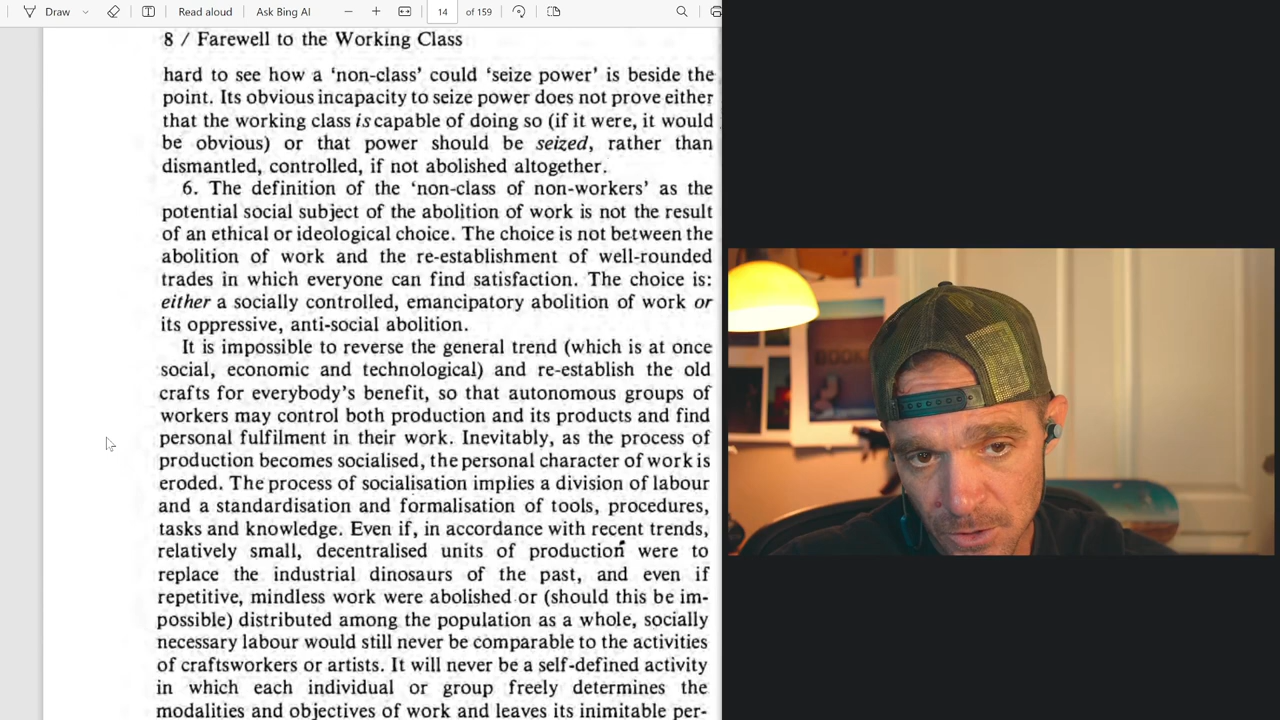 Draw
Read aloud
Ask Bing AI
14
of 159
8 / Farewell to the Working Class
hard to see how a ‘non-class’ could ‘seize power’ is beside the
point. Its obvious incapacity to seize power does not prove either
that the working class is capable of doing so (if it were, it would
be obvious) or that power should be seized, rather than
dismantled, controlled, if not abolished altogether.
6. The definition of the ‘non-class of non-workers’ as the
potential social subject of the abolition of work is not the result
of an ethical or ideological choice. The choice is not between the
abolition of work and the re-establishment of well-rounded
trades in which everyone can find satisfaction. The choice is:
either a socially controlled, emancipatory abolition of work or
its oppressive, anti-social abolition.
It is impossible to reverse the general trend (which is at once
social, economic and technological) and re-establish the old
crafts for everybody’s benefit, so that autonomous groups of
workers may control both production and its products and find
personal fulfilment in their work. Inevitably, as the process of
production becomes socialised, the personal character of work is
eroded. The process of socialisation implies a division of labour
and a standardisation and formalisation of tools, procedures,
tasks and knowledge. Even if, in accordance with recent trends,
relatively small, decentralised units of production were to
replace the industrial dinosaurs of the past, and even if
repetitive, mindless work were abolished or (should this be im-
possible) distributed among the population as a whole, socially
necessary labour would still never be comparable to the activities
of craftsworkers or artists. It will never be a self-defined activity
in which each individual or group freely determines the
modalities and objectives of work and leaves its inimitable per-